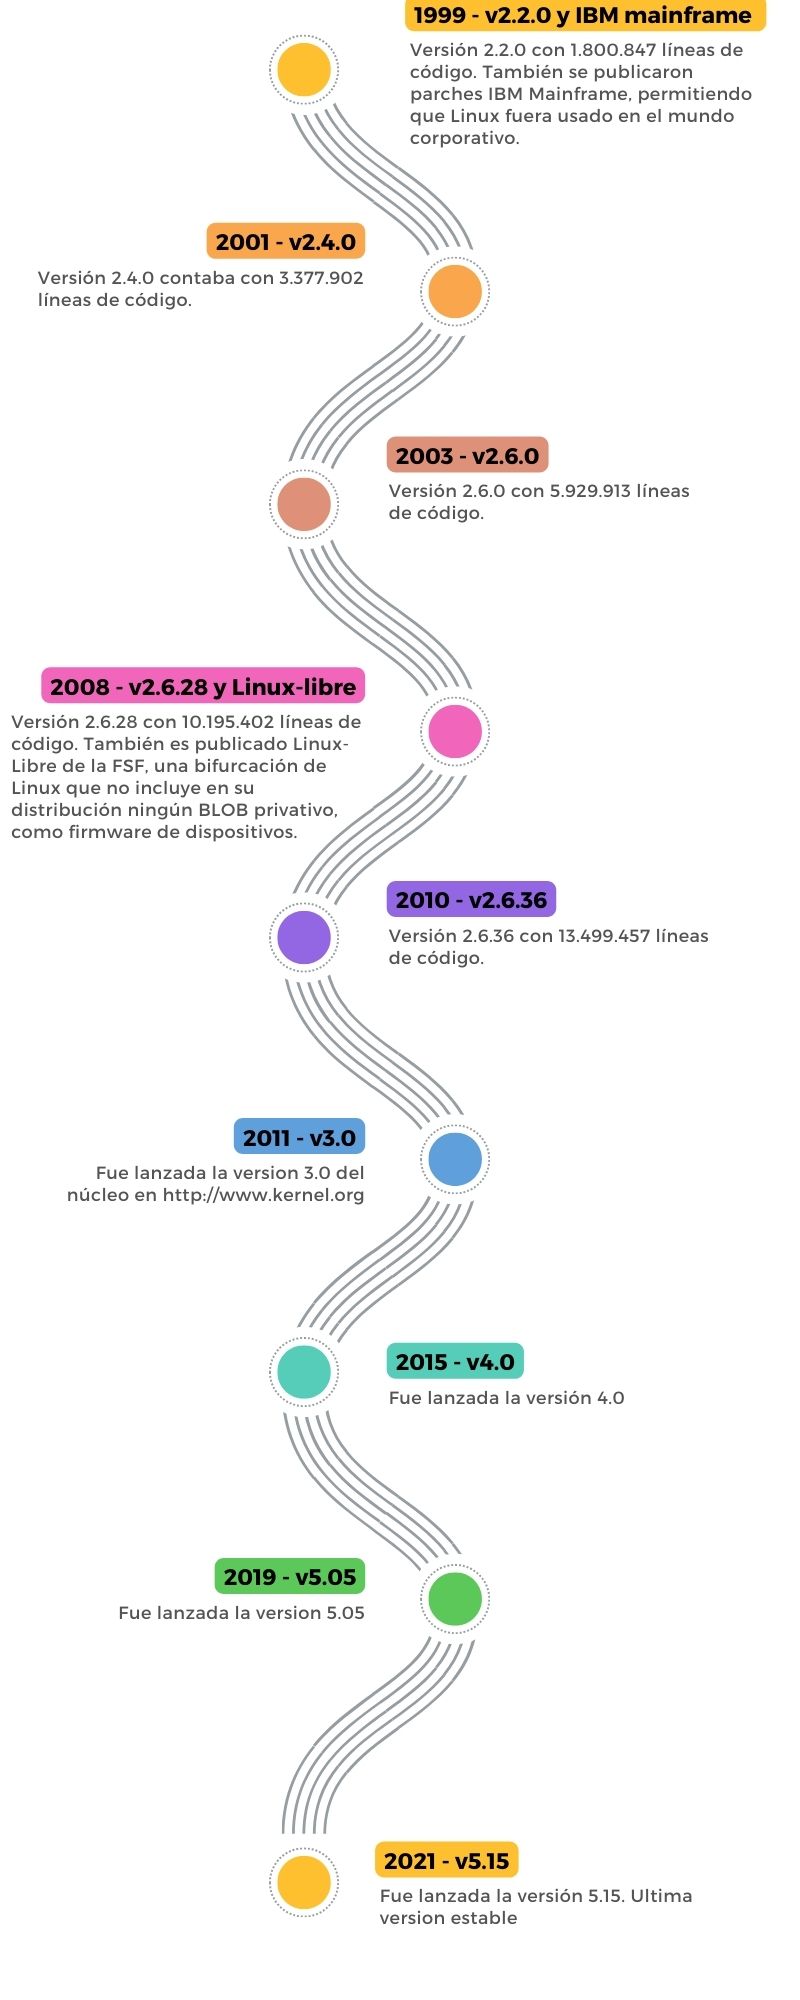 1999 - v2.2.0 y IBM mainframe
Versión 2.2.0 con 1.800.847 líneas de
código. También se publicaron
parches IBM Mainframe, permitiendo
que Linux fuera usado en el mundo
corporativo.
2001 - v2.4.0
Versión 2.4.0 contaba con 3.377.902
líneas de código.
2003 - v2.6.0
Versión 2.6.0 con 5.929.913 líneas
de código.
2008 - v2.6.28 y Linux-libre
Versión 2.6.28 con 10.195.402 líneas de
código. También es publicado Linux-
Libre de la FSF, una bifurcación de
Linux que no incluye en su
distribución ningún BLOB privativo,
como firmware de dispositivos.
2010 - v2.6.36
Versión 2.6.36 con 13.499.457 líneas
de código.
2011 - v3.0
Fue lanzada la version 3.0 del
núcleo en http://www.kernel.org
2015 - v4.0
Fue lanzada la versión 4.0
2019 - v5.05
Fue lanzada la version 5.05
2021 - v5.15
Fue lanzada la versión 5.15. Ultima
version estable